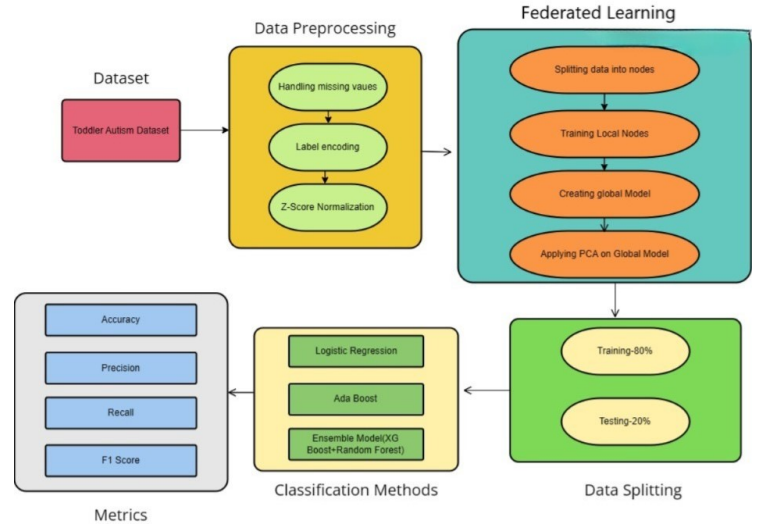 Federated Learning
Data Preprocessing
Dataset
Toddler Autism Dataset
Handling missing vaues
Label encoding
Z-Score Normalization
Splitting data into nodes
Training Local Nodes
Creating global Model
Applying PCA on Global Model
Training-80%
Testing-20%
Data Splitting
Logistic Regression
Ada Boost
Ensemble Model(XG
Boost+Random Forest)
Classification Methods
Accuracy
Precision
Recall
F1 Score
Metrics